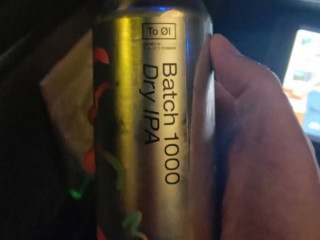 To Øl
Batch 1000
Dry IPA